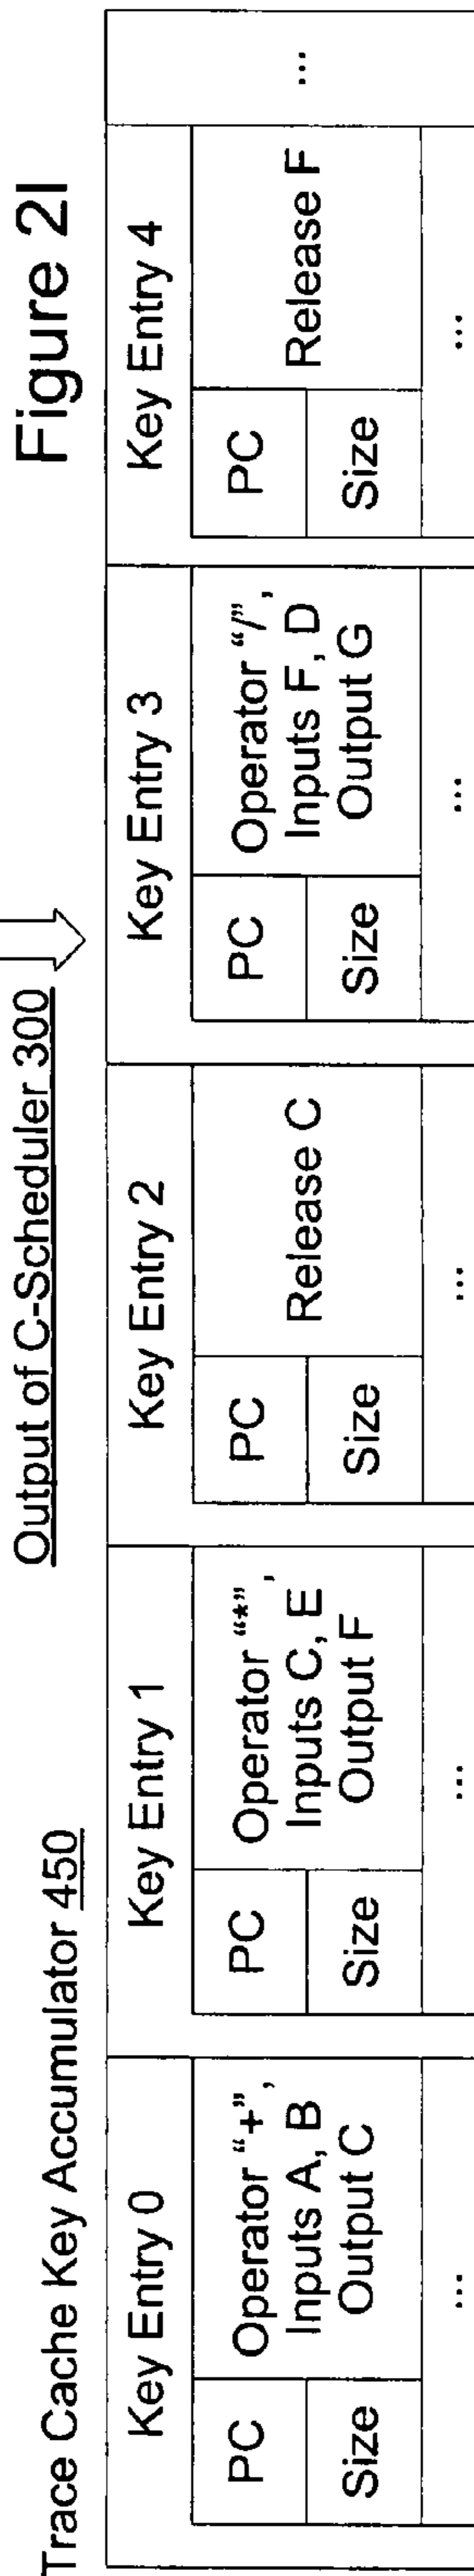 Figure 2I
Output of C-Scheduler 300
Trace Cache Key Accumulator 450
Key Entry 0
PC
Size
Operator “+”,
Inputs A, B
Output C
...
Key Entry 1
PC
Size
Operator “*”,
Inputs C, E
Output F
...
Key Entry 2
PC
Size
Release C
...
Key Entry 3
PC
Size
Operator “/”,
Inputs F, D
Output G
...
Key Entry 4
PC
Size
Release F
...
...